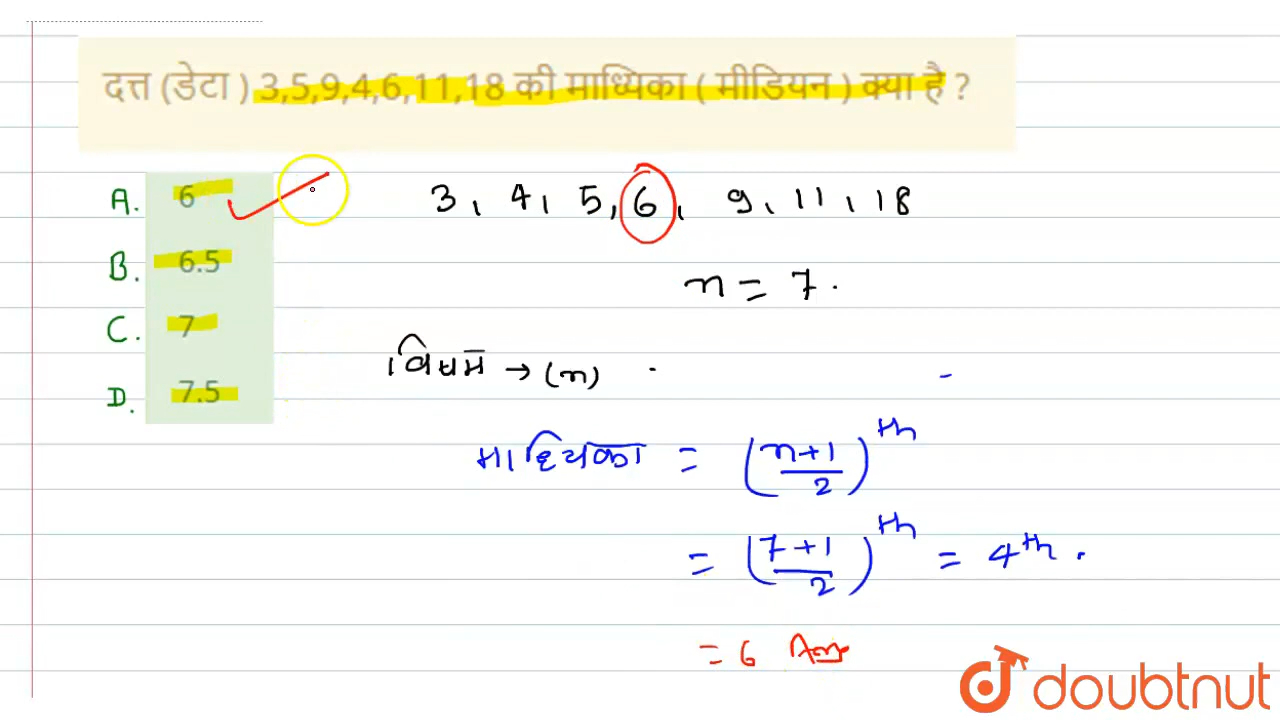 दत्त (डेटा ) 3,5,9,4,6,11,18 की माध्यिका ( मीडियन ) क्या है ?
A. 6
3, 4, 5, 6, 9, 11, 18
B. 6.5
n = 7.
C. 7
विषम → (n)
D. 7.5
माध्यिका = (n+1/2)th
= (7+1/2)th = 4th.
= 6 Ans
doubtnut